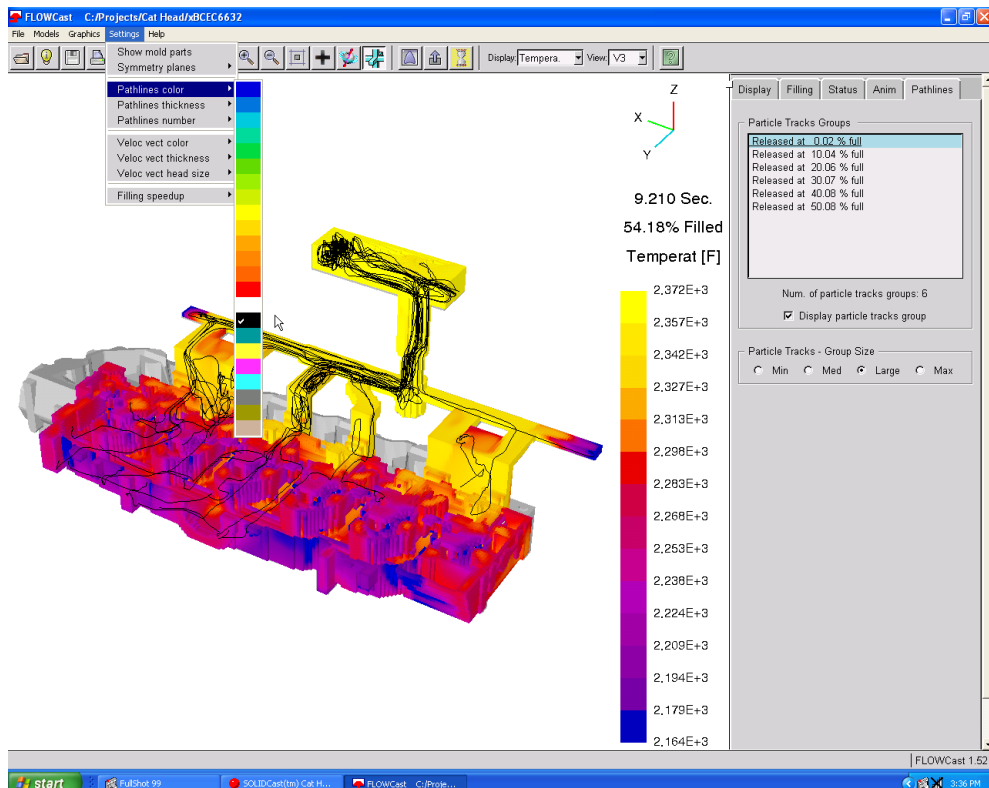 FLOWCast C:/Projects/Cat Head/xBCEC6632
File Models Graphics Settings Help
Show mold parts
Symmetry planes
Pathlines color
Pathlines thickness
Pathlines number
Veloc vect color
Veloc vect thickness
Veloc vect head size
Filling speedup
Display: Tempera. View: V3
Z
X
Y
9.210 Sec.
54.18% Filled
Temperat [F]
2,372E+3
2,357E+3
2,342E+3
2,327E+3
2,313E+3
2,298E+3
2,283E+3
2,268E+3
2,253E+3
2,238E+3
2,224E+3
2,209E+3
2,194E+3
2,179E+3
2,164E+3
Display Filling Status Anim Pathlines
Particle Tracks Groups
Released at 0.02 % full
Released at 10.04 % full
Released at 20.06 % full
Released at 30.07 % full
Released at 40.08 % full
Released at 50.08 % full
Num. of particle tracks groups: 6
Display particle tracks group
Particle Tracks - Group Size
Min Med Large Max
FLOWCast 1.52
start FullShot 99 SOLIDCast(tm) Cat H... FLOWCast C:/Proje... 3:36 PM